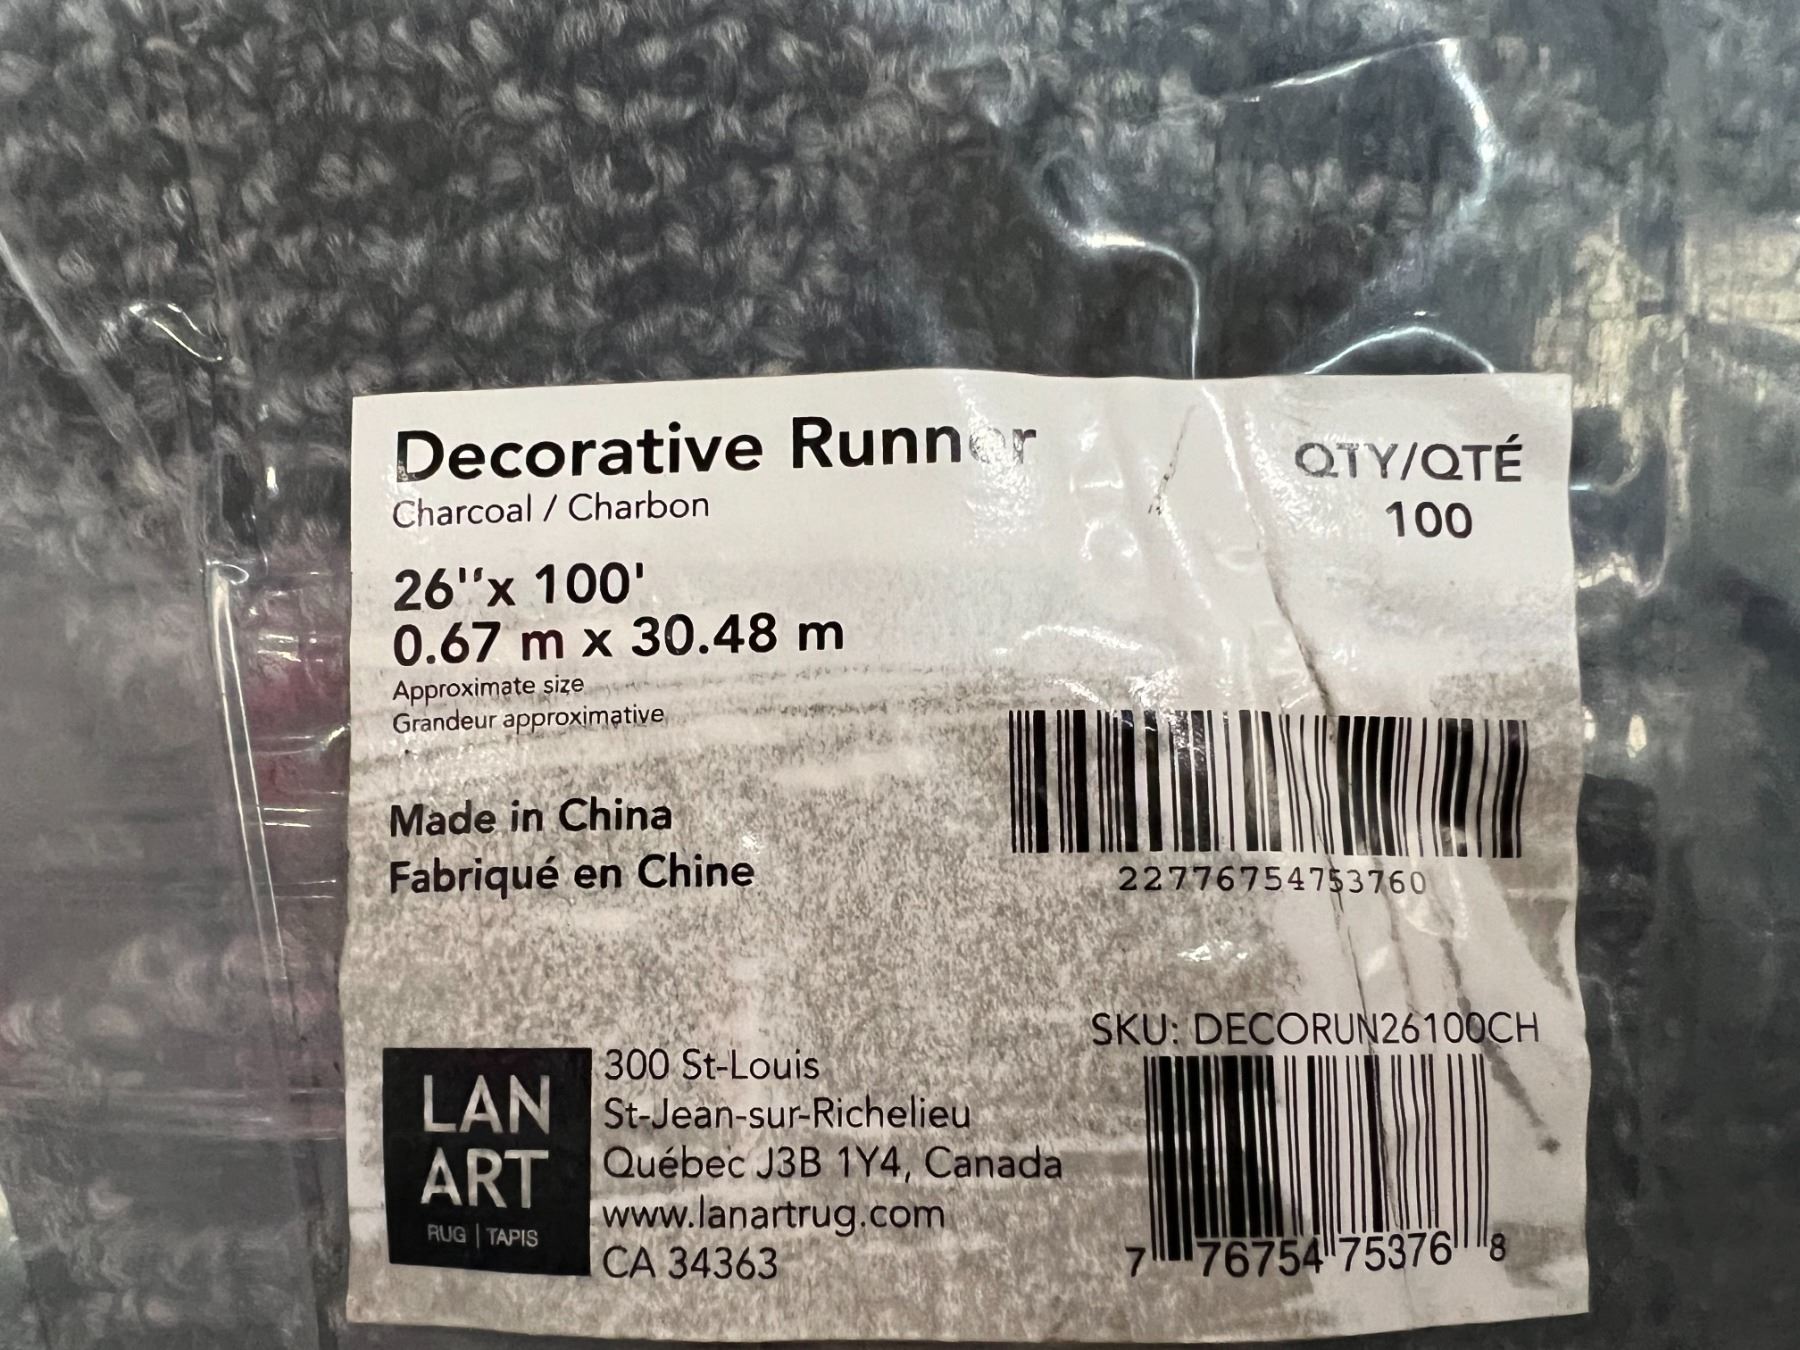 Decorative Runner
Charcoal / Charbon
QTY/QTÉ
100
26''x 100'
0.67 m x 30.48 m
Approximate size
Grandeur approximative
Made in China
Fabriqué en Chine
22776754753760
SKU: DECORUN26100CH
LAN
ART
RUG | TAPIS
300 St-Louis
St-Jean-sur-Richelieu
Québec J3B 1Y4, Canada
www.lanartrug.com
CA 34363
7 76754 75376 8